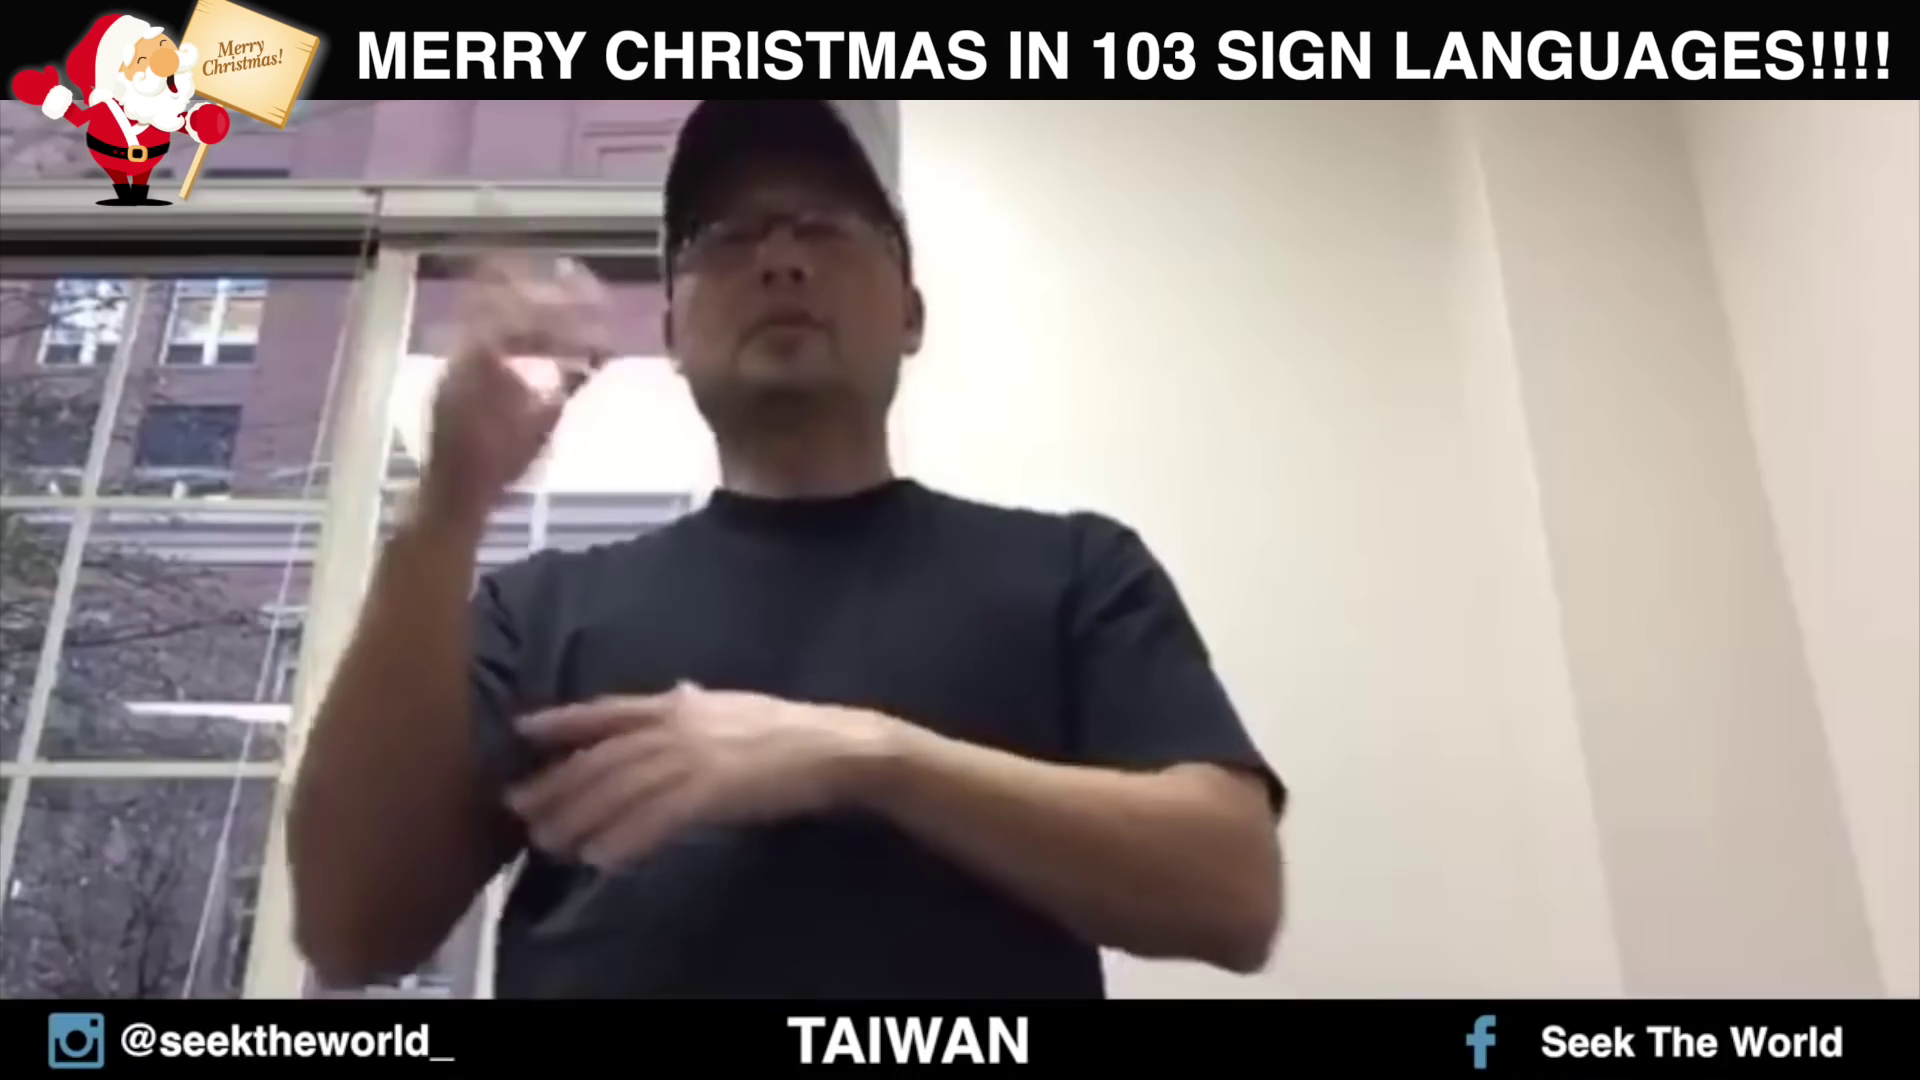 Merry
Christmas!
MERRY CHRISTMAS IN 103 SIGN LANGUAGES!!!!
@seektheworld_
TAIWAN
Seek The World